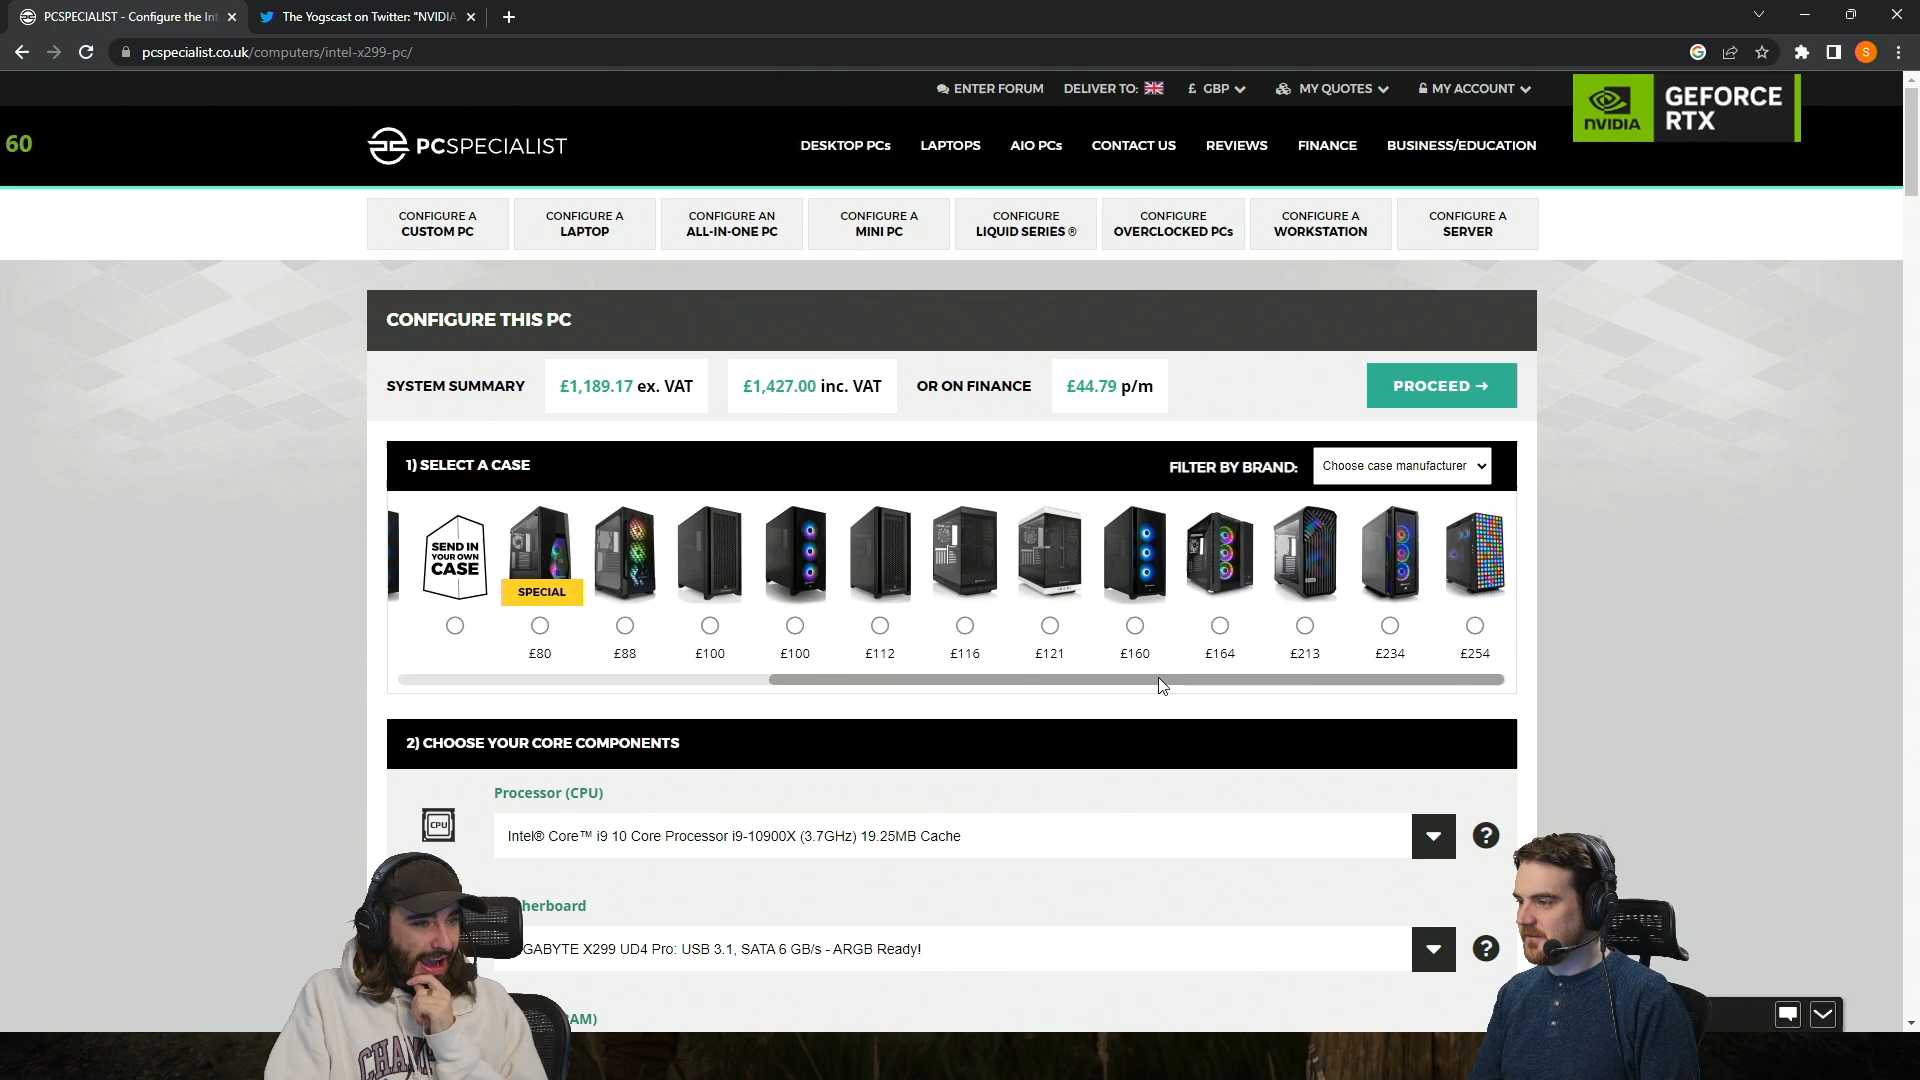 PCSPECIALIST - Configure the Int
The Yogscast on Twitter: "NVIDIA
pcspecialist.co.uk/computers/intel-x299-pc/
S
ENTER FORUM
DELIVER TO:
£ GBP
MY QUOTES
MY ACCOUNT
NVIDIA
GEFORCE RTX
60
PCSPECIALIST
DESKTOP PCs
LAPTOPS
AIO PCs
CONTACT US
REVIEWS
FINANCE
BUSINESS/EDUCATION
CONFIGURE A
CUSTOM PC
CONFIGURE A
LAPTOP
CONFIGURE AN
ALL-IN-ONE PC
CONFIGURE A
MINI PC
CONFIGURE
LIQUID SERIES ®
CONFIGURE
OVERCLOCKED PCs
CONFIGURE A
WORKSTATION
CONFIGURE A
SERVER
CONFIGURE THIS PC
SYSTEM SUMMARY
£1,189.17 ex. VAT
£1,427.00 inc. VAT
OR ON FINANCE
£44.79 p/m
PROCEED →
1) SELECT A CASE
FILTER BY BRAND:
Choose case manufacturer
SEND IN
YOUR OWN
CASE
SPECIAL
£80
£88
£100
£100
£112
£116
£121
£160
£164
£213
£234
£254
2) CHOOSE YOUR CORE COMPONENTS
Processor (CPU)
CPU
Intel® Core™ i9 10 Core Processor i9-10900X (3.7GHz) 19.25MB Cache
?
herboard
GABYTE X299 UD4 Pro: USB 3.1, SATA 6 GB/s - ARGB Ready!
?
AM)